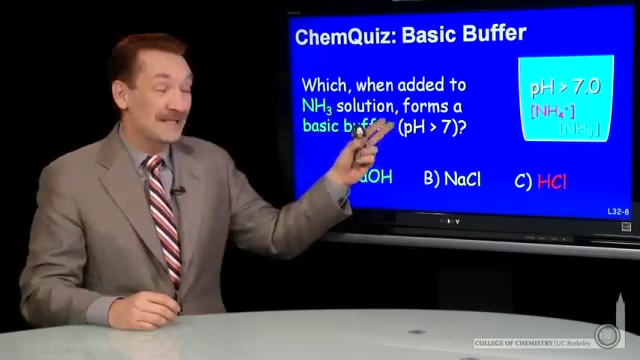 ChemQuiz: Basic Buffer
Which, when added to
NH₃ solution, forms a
basic (pH > 7)?
pH > 7.0
[NH₄⁺]
[NH₃]
B) NaCl C) HCl
L32-8
COLLEGE OF CHEMISTRY | UC Berkeley